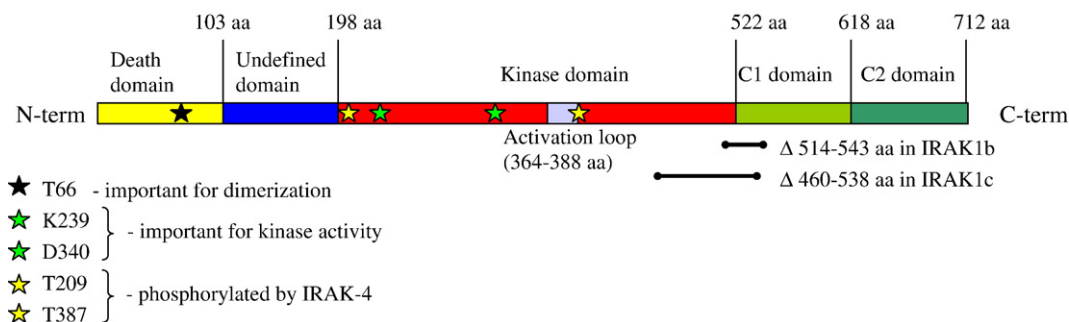 103 aa
198 aa
522 aa
618 aa
712 aa
Death
domain
Undefined
domain
Kinase domain
C1 domain
C2 domain
N-term
C-term
Activation loop
(364-388 aa)
Δ 514-543 aa in IRAK1b
Δ 460-538 aa in IRAK1c
T66 - important for dimerization
K239
- important for kinase activity
D340
T209
- phosphorylated by IRAK-4
T387